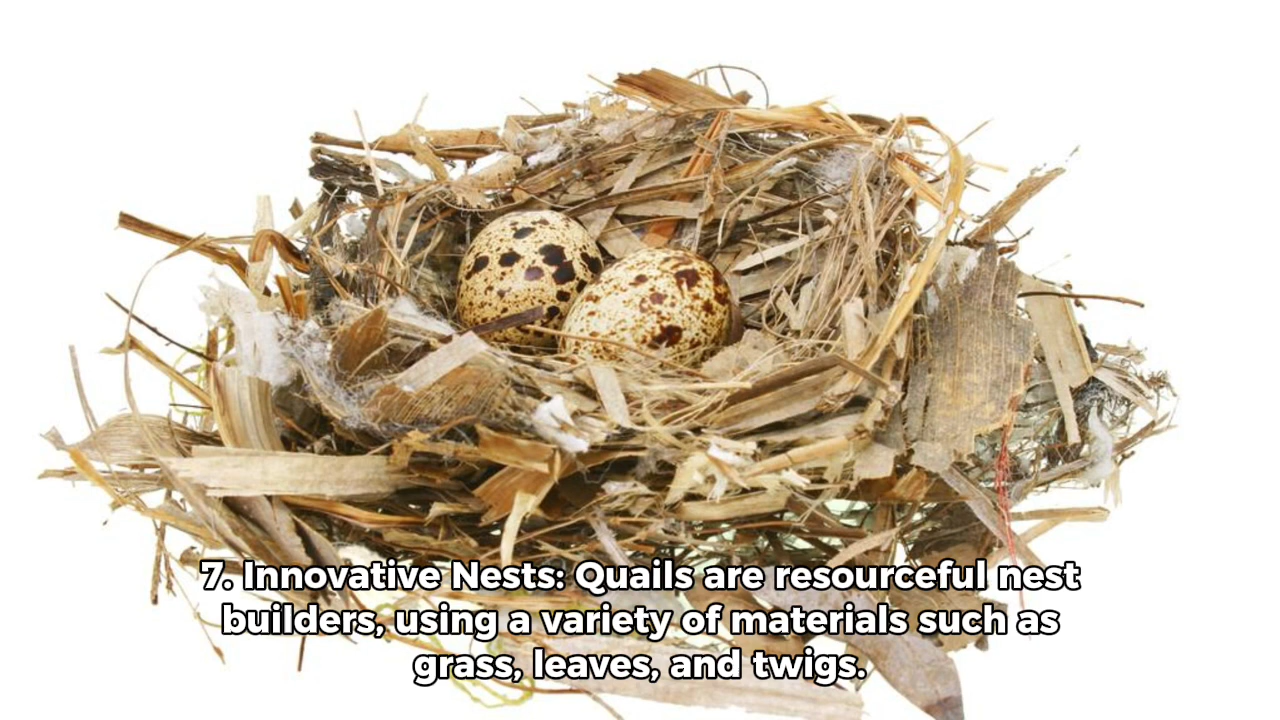 7. Innovative Nests: Quails are resourceful nest
builders, using a variety of materials such as
grass, leaves, and twigs.